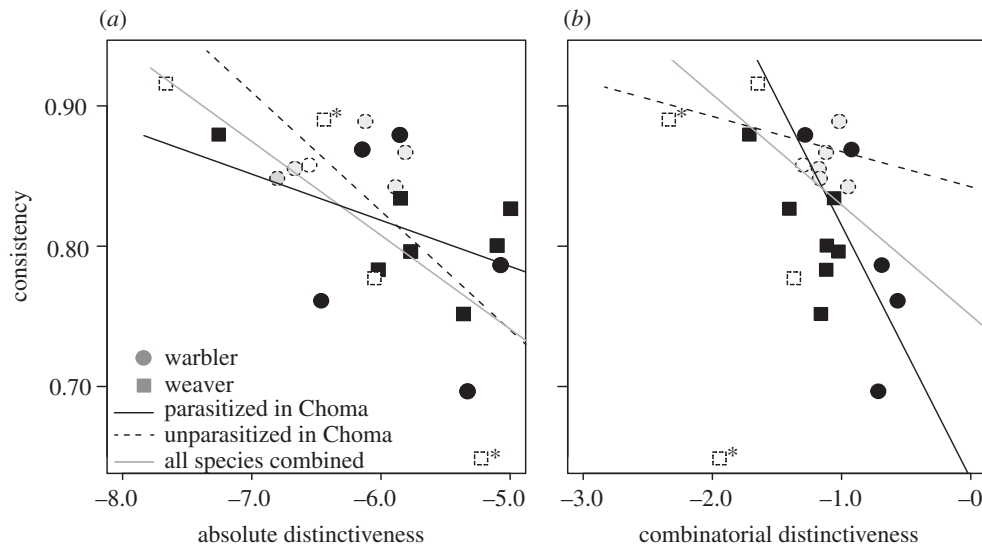 (a)
(b)
consistency
0.90
0.80
0.70
*
*
warbler
weaver
parasitized in Choma
unparasitized in Choma
all species combined
–8.0 –7.0 –6.0 –5.0
absolute distinctiveness
*
*
–3.0 –2.0 –1.0 –0
combinatorial distinctiveness